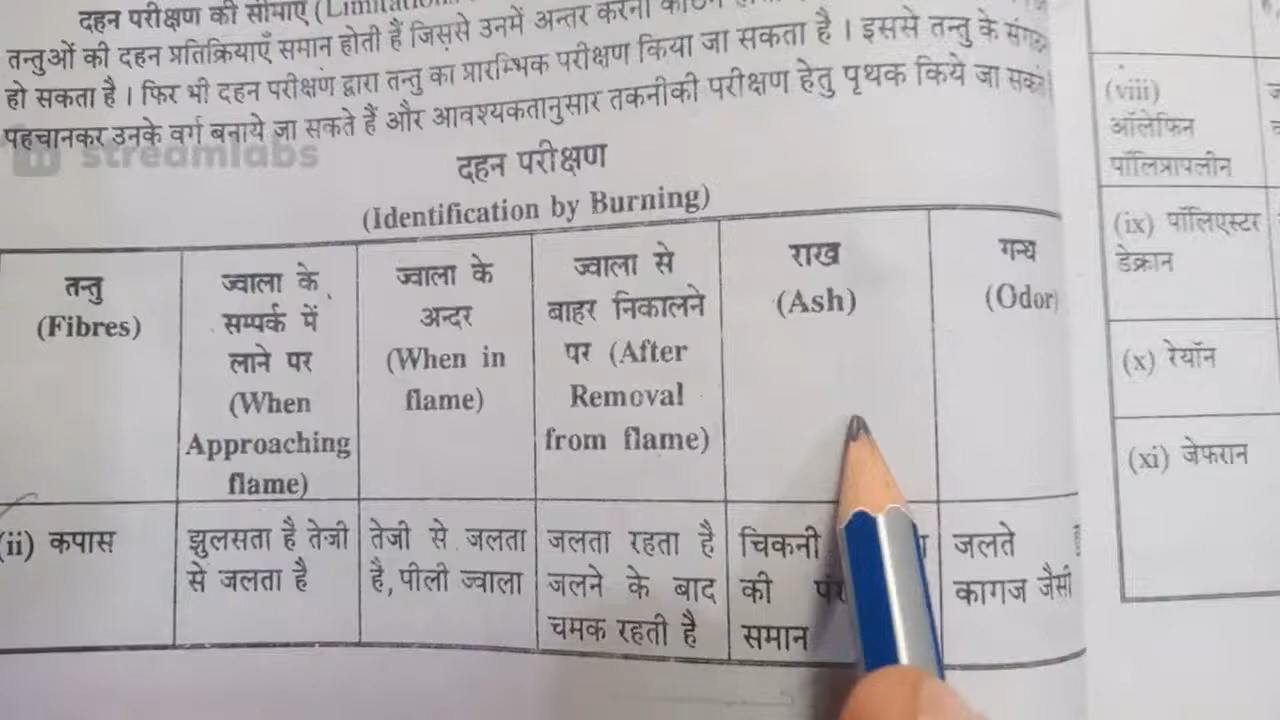 दहन परीक्षण की सीमाएँ
तन्तुओं की दहन प्रतिक्रियाएँ समान होती हैं जिससे उनमें अन्तर करना
हो सकता है । फिर भी दहन परीक्षण द्वारा तन्तु का प्रारम्भिक परीक्षण किया जा सकता है । इससे तन्तु के
पहचानकर उनके वर्ग बनाये जा सकते हैं और आवश्यकतानुसार तकनीकी परीक्षण हेतु पृथक किये जा
streamlabs
दहन परीक्षण
(Identification by Burning)
तन्तु
(Fibres)
ज्वाला के
सम्पर्क में
लाने पर
(When
Approaching
flame)
ज्वाला के
अन्दर
(When in
flame)
ज्वाला से
बाहर निकालने
पर (After
Removal
from flame)
राख
(Ash)
गन्ध
(Odor)
(ii) कपास
झुलसता है तेजी
से जलता है
तेजी से जलता
है, पीली ज्वाला
जलता रहता है
जलने के बाद
चमक रहती है
चिकनी
की
समान
जलते
कागज जैसी
(viii)
ऑलेफिन
पॉलिप्रापलीन
(ix) पॉलिएस्टर
डेक्रान
(x) रेयॉन
(xi) जेफरान